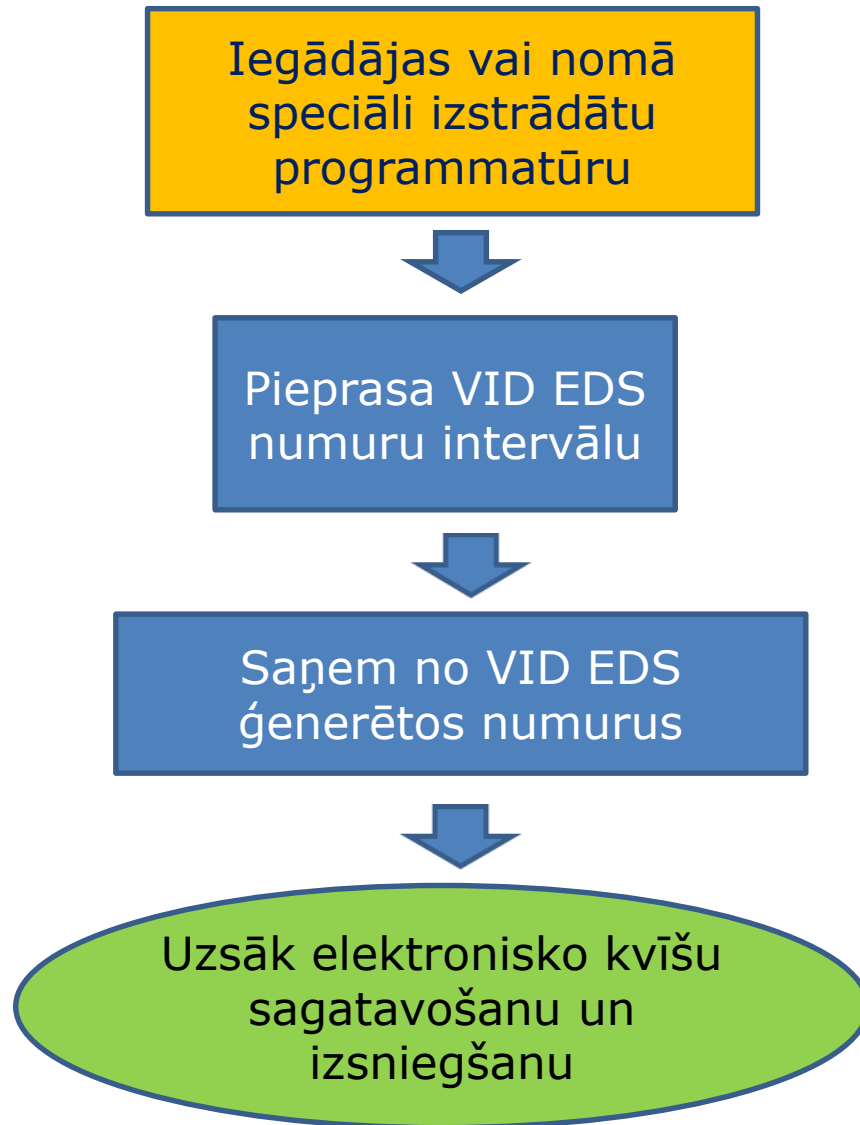 Iegādājas vai nomā
speciāli izstrādātu
programmatūru
Pieprasa VID EDS
numuru intervālu
Saņem no VID EDS
ģenerētos numurus
Uzsāk elektronisko kvīšu
sagatavošanu un
izsniegšanu